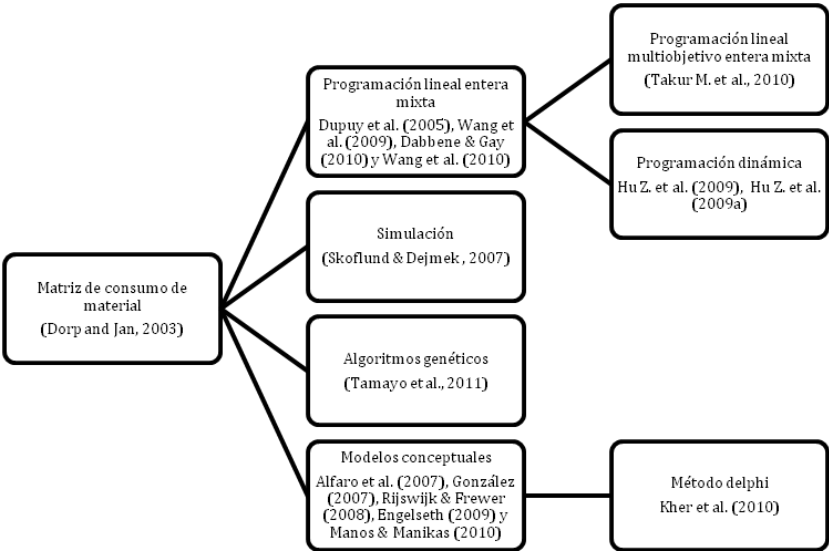 Matriz de consumo de
material
(Dorp and Jan, 2003)
Programación lineal entera
mixta
Dupuy et al. (2005), Wang et
al. (2009), Dabbene & Gay
(2010) y Wang et al. (2010)
Simulación
(Skoflund & Dejmek , 2007)
Algoritmos genéticos
(Tamayo et al., 2011)
Modelos conceptuales
Alfaro et al. (2007), González
(2007), Rijswijk & Frewer
(2008), Engelseth (2009) y
Manos & Manikas (2010)
Programación lineal
multiobjetivo entera mixta
(Takur M. et al., 2010)
Programación dinámica
Hu Z. et al. (2009), Hu Z. et al.
(2009a)
Método delphi
Kher et al. (2010)